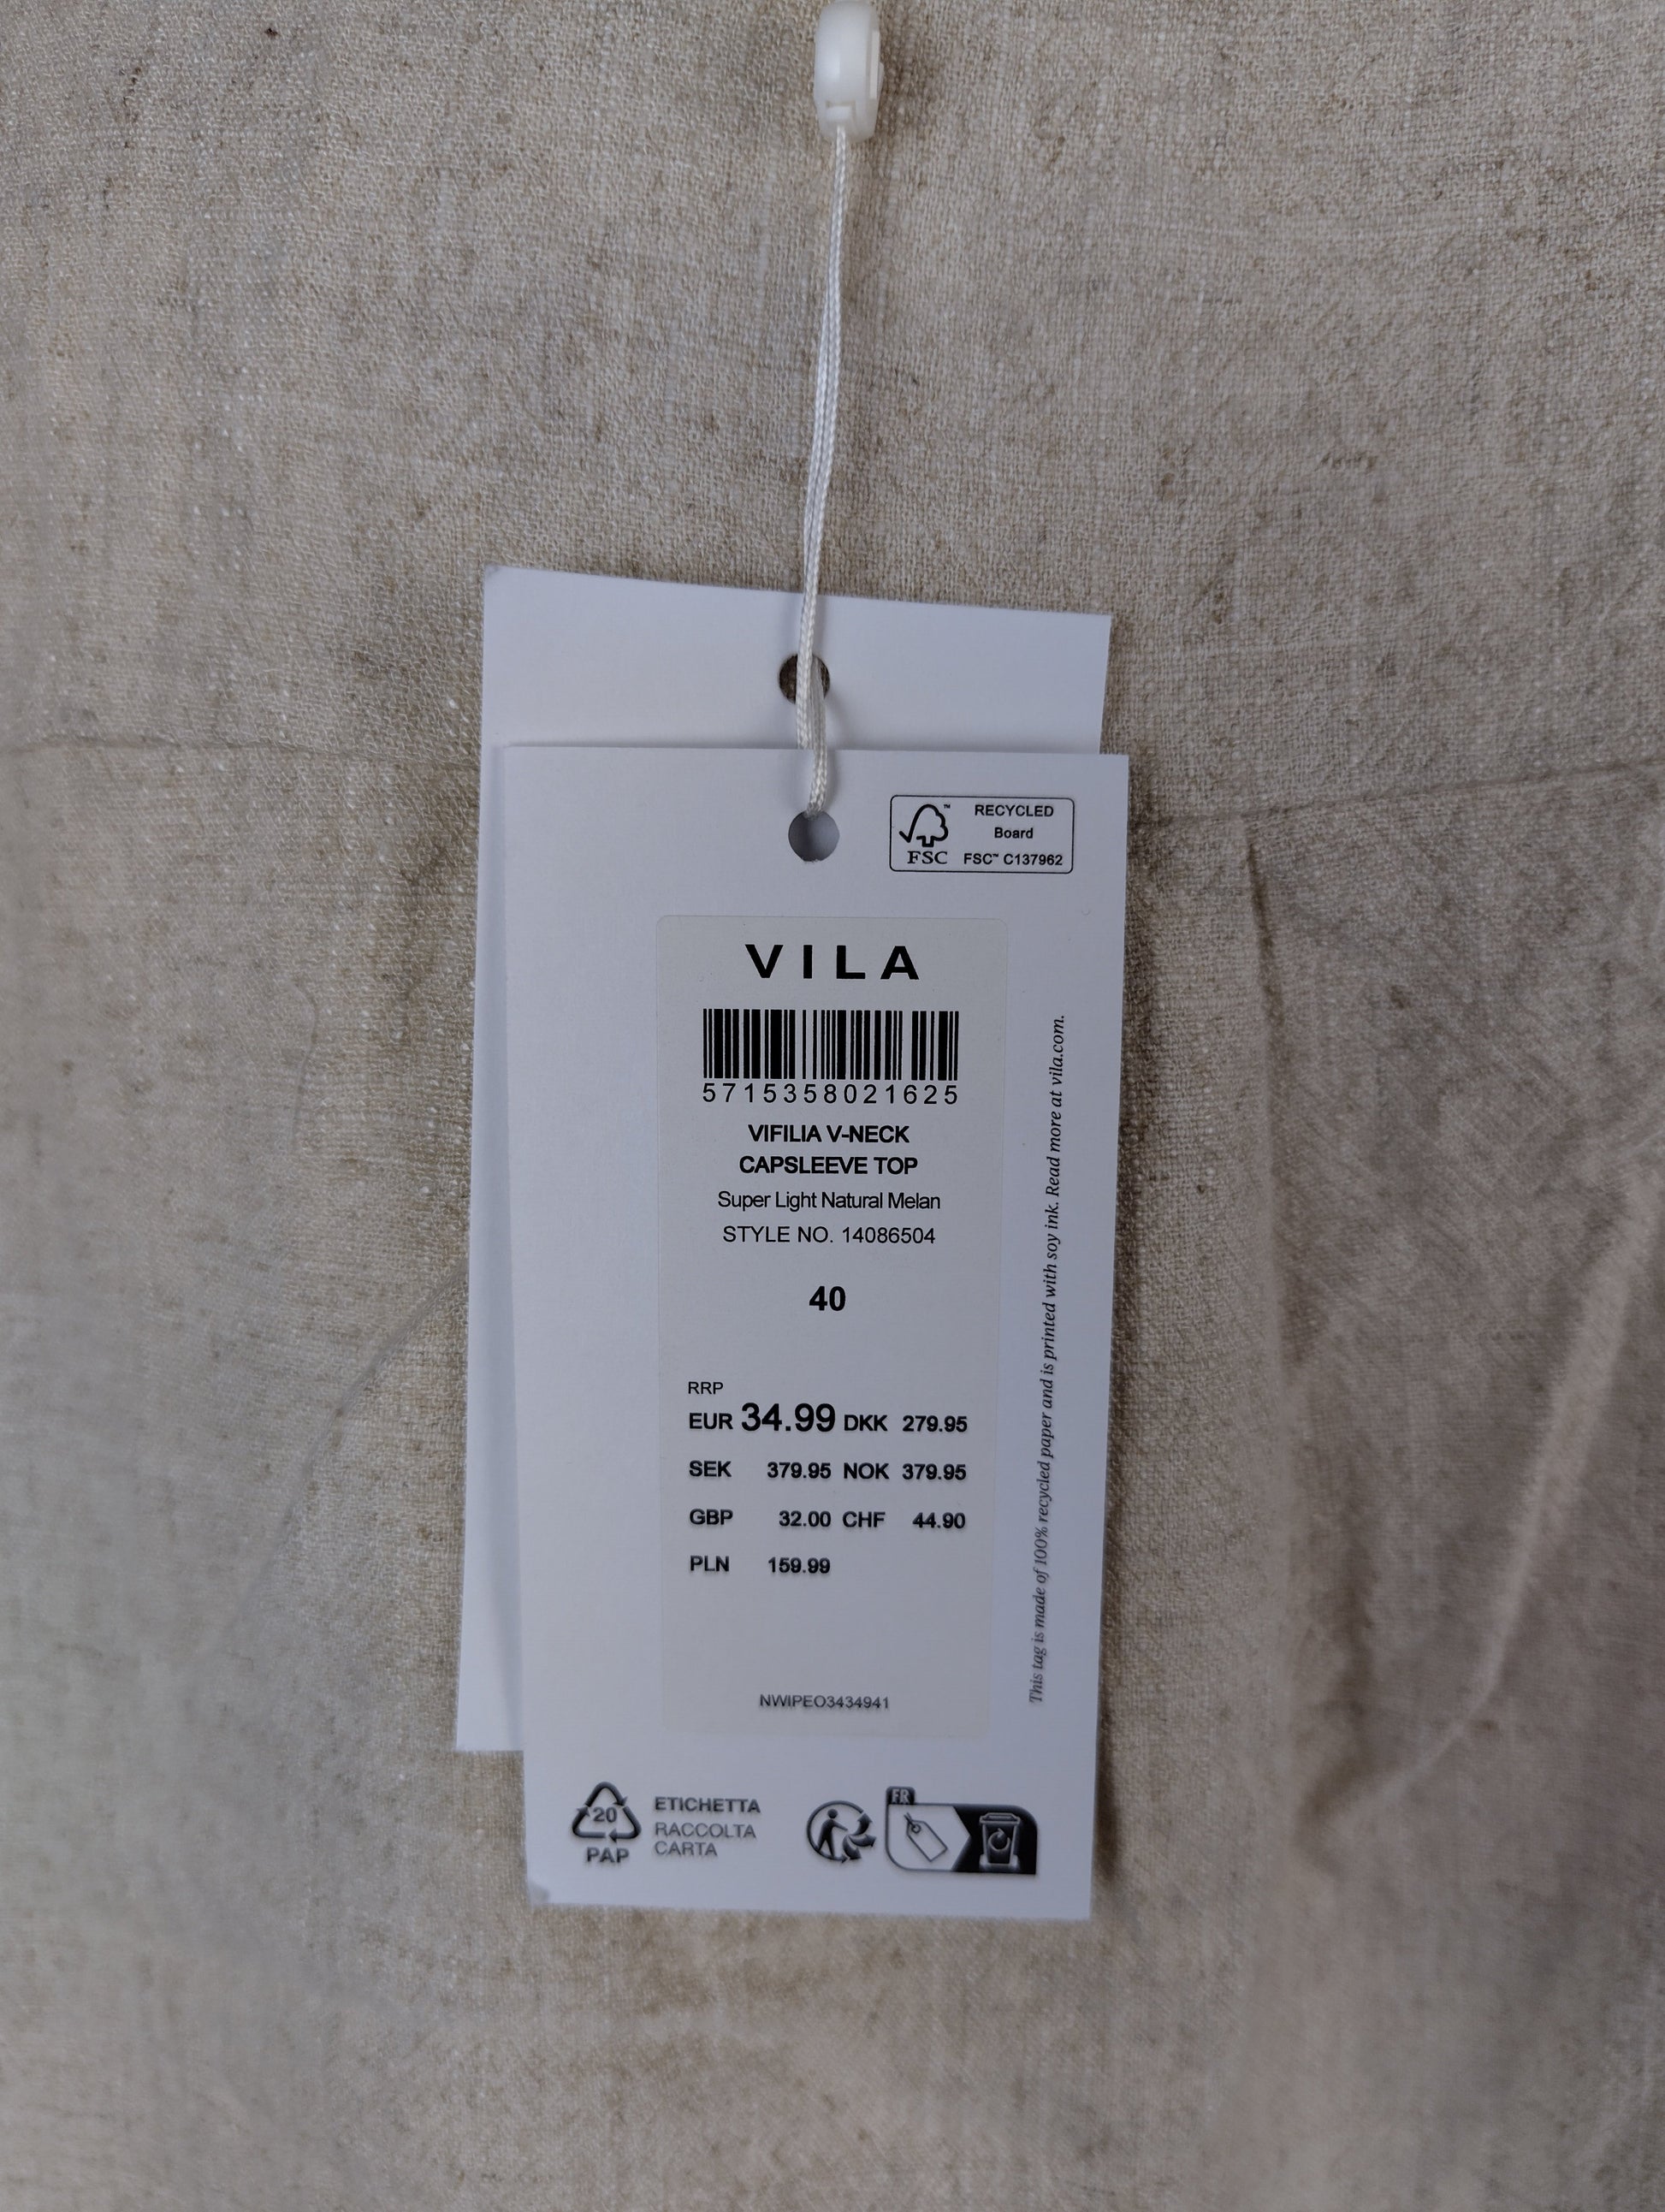 RECYCLED
Board
FSC™ C137962
FSC
VILA
5715358021625
VIFILIA V-NECK
CAPSLEEVE TOP
Super Light Natural Melan
STYLE NO. 14086504
40
RRP
EUR 34.99 DKK 279.95
SEK 379.95 NOK 379.95
GBP 32.00 CHF 44.90
PLN 159.99
NWIPEO3434941
This tag is made of 100% recycled paper and is printed with soy ink. Read more at vila.com.
20
PAP
ETICHETTA
RACCOLTA
CARTA
FR